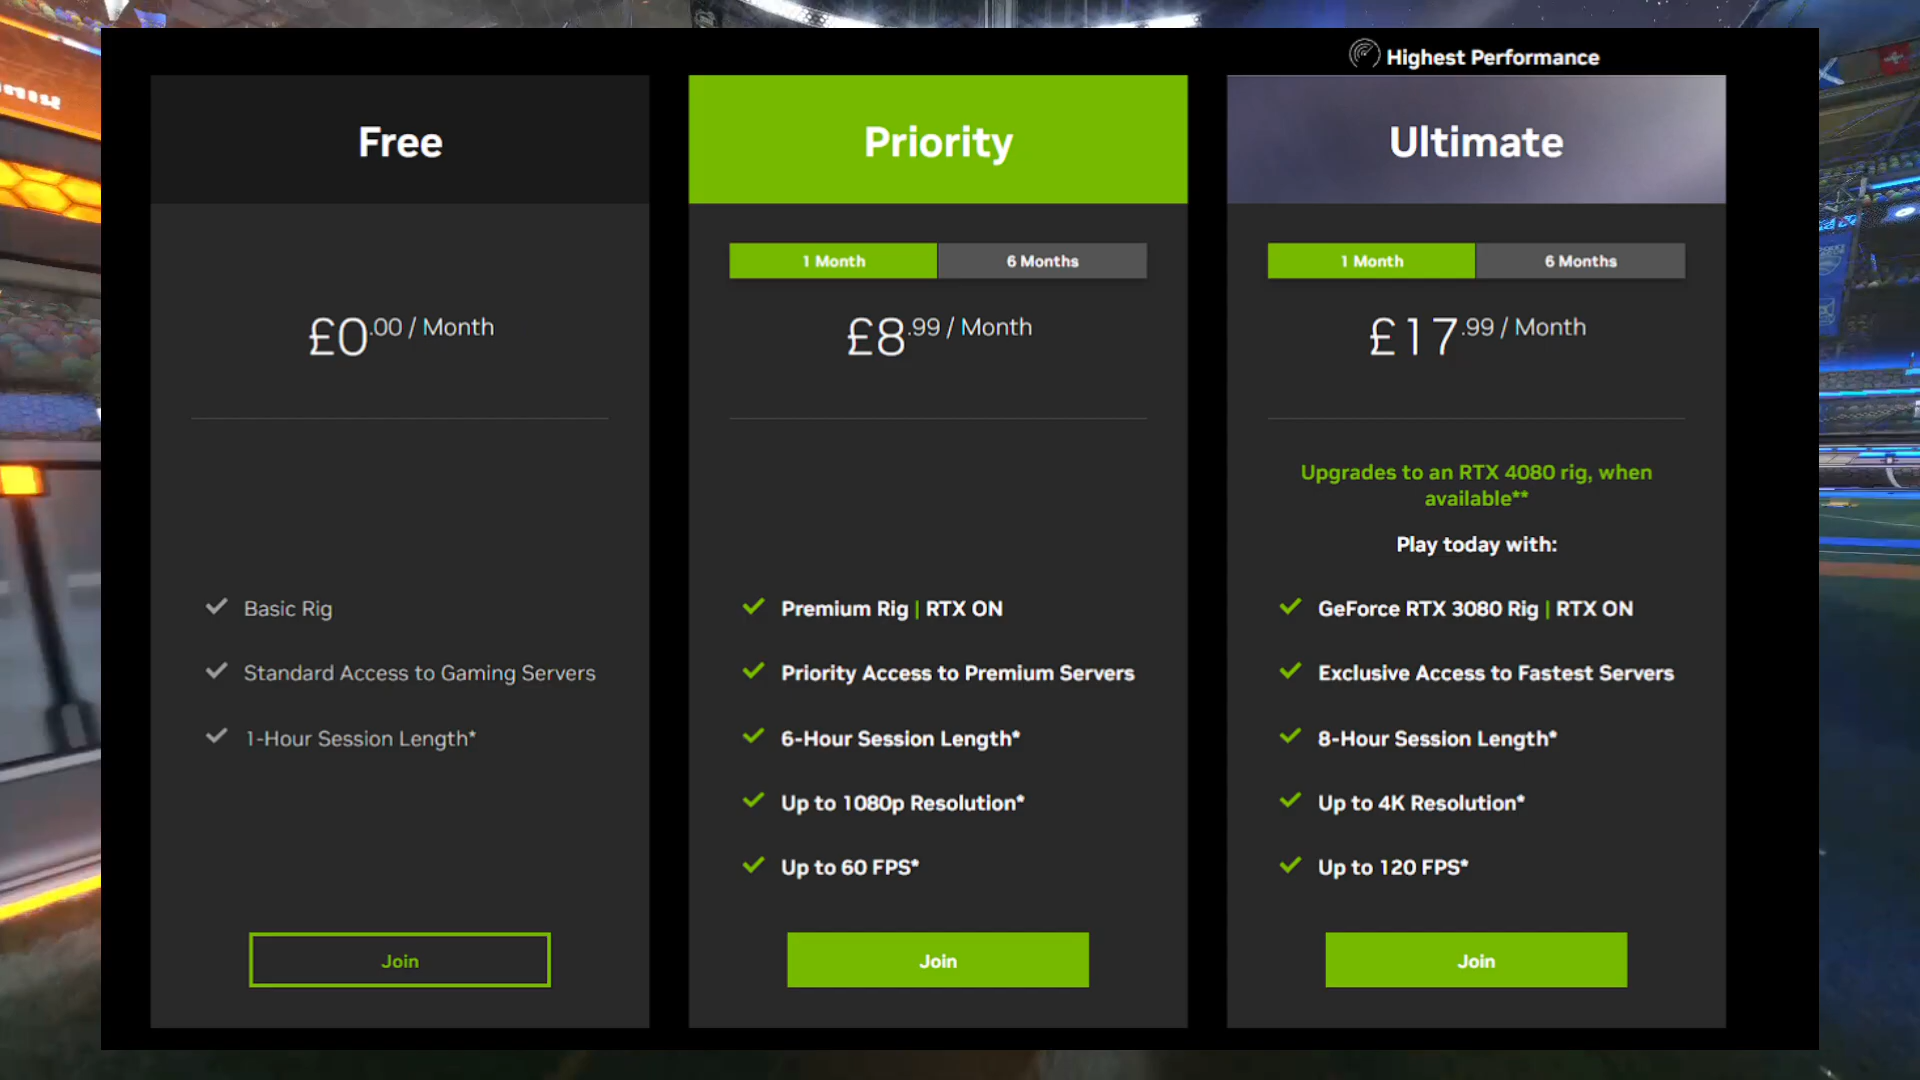 Highest Performance
Free
£0.00 / Month
Basic Rig
Standard Access to Gaming Servers
1-Hour Session Length*
Join
Priority
1 Month
6 Months
£8.99 / Month
Premium Rig | RTX ON
Priority Access to Premium Servers
6-Hour Session Length*
Up to 1080p Resolution*
Up to 60 FPS*
Join
Ultimate
1 Month
6 Months
£17.99 / Month
Upgrades to an RTX 4080 rig, when
available**
Play today with:
GeForce RTX 3080 Rig | RTX ON
Exclusive Access to Fastest Servers
8-Hour Session Length*
Up to 4K Resolution*
Up to 120 FPS*
Join